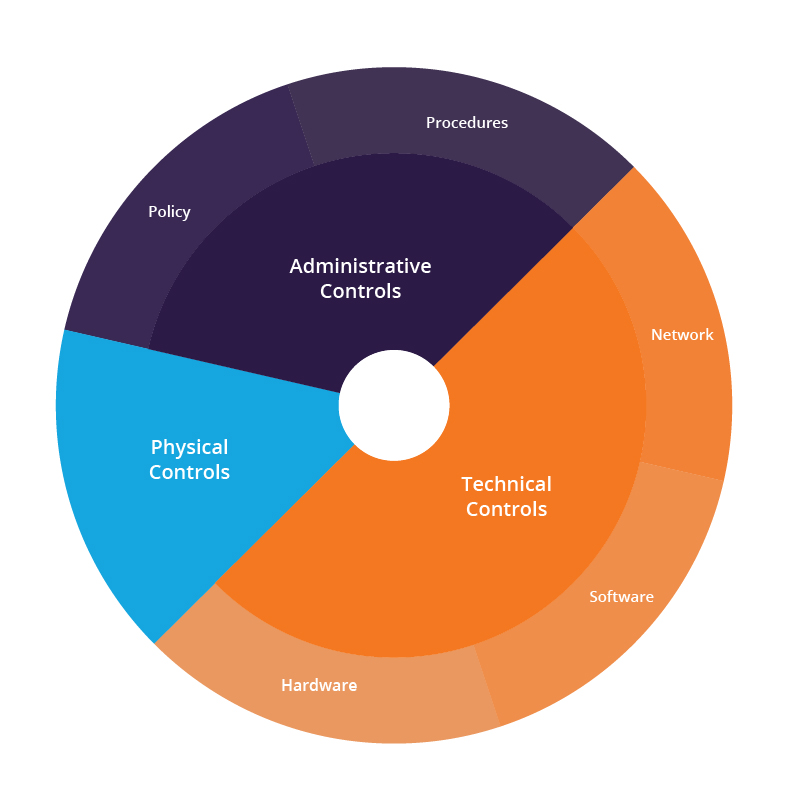 Procedures
Policy
Administrative
Controls
Network
Physical
Controls
Technical
Controls
Software
Hardware